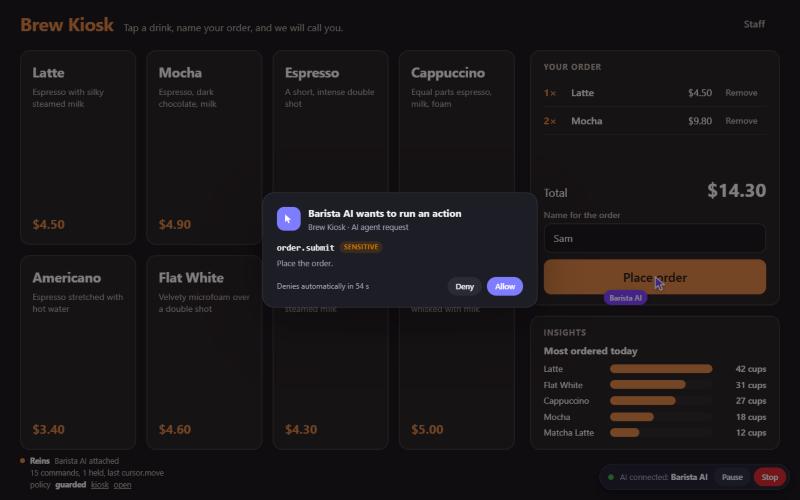 Brew Kiosk Tap a drink, name your order, and we will call you. Staff
Latte
Espresso with silky
steamed milk
$4.50
Mocha
Espresso, dark
chocolate, milk
$4.90
Espresso
A short, intense double
shot
Cappuccino
Equal parts espresso,
milk, foam
Americano
Espresso stretched with
hot water
$3.40
Flat White
Velvety microfoam over
a double shot
$4.60
steamed milk
$4.30
whisked with milk
$5.00
YOUR ORDER
1× Latte $4.50 Remove
2× Mocha $9.80 Remove
Total $14.30
Name for the order
Sam
Place order
Barista AI
INSIGHTS
Most ordered today
Latte 42 cups
Flat White 31 cups
Cappuccino 27 cups
Mocha 18 cups
Matcha Latte 12 cups
Barista AI wants to run an action
Brew Kiosk · AI agent request
order.submit SENSITIVE
Place the order.
Denies automatically in 54 s Deny Allow
Reins Barista AI attached
15 commands, 1 held, last cursor.move
policy guarded kiosk open
AI connected: Barista AI Pause Stop